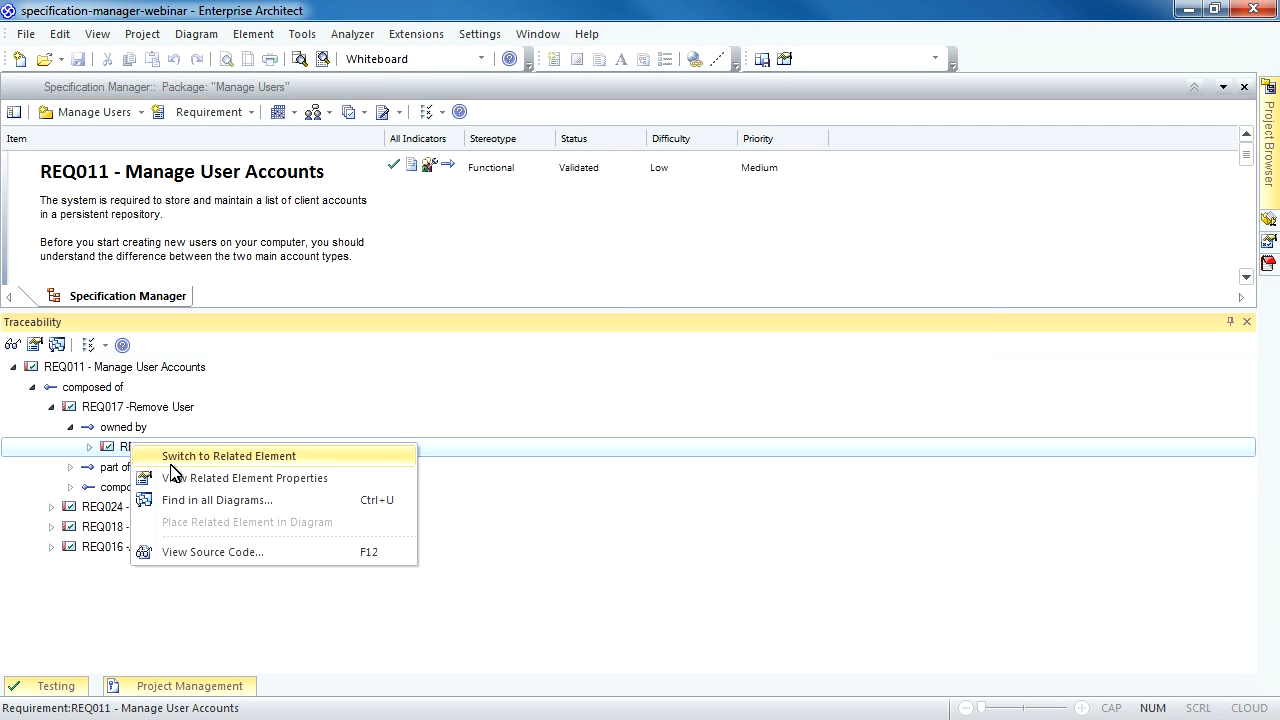 specification-manager-webinar - Enterprise Architect
File Edit View Project Diagram Element Tools Analyzer Extensions Settings Window Help
Whiteboard
Specification Manager:: Package: "Manage Users"
Manage Users Requirement
Item All Indicators Stereotype Status Difficulty Priority
REQ011 - Manage User Accounts Functional Validated Low Medium
The system is required to store and maintain a list of client accounts
in a persistent repository.
Before you start creating new users on your computer, you should
understand the difference between the two main account types.
Specification Manager
Project Browser
Traceability
REQ011 - Manage User Accounts
composed of
REQ017 -Remove User
owned by
Switch to Related Element
part of
View Related Element Properties
Find in all Diagrams... Ctrl+U
REQ024 -
Place Related Element in Diagram
REQ018 -
REQ016 -
View Source Code... F12
Testing Project Management
Requirement:REQ011 - Manage User Accounts CAP NUM SCRL CLOUD